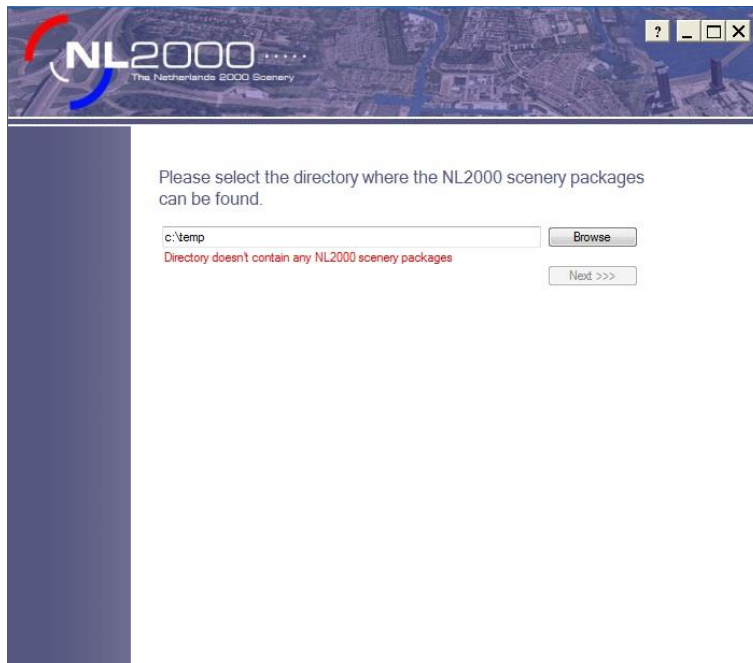 NL2000
The Netherlands 2000 Scenery
?
Please select the directory where the NL2000 scenery packages
can be found.
c:\temp
Browse
Directory doesn't contain any NL2000 scenery packages
Next >>>